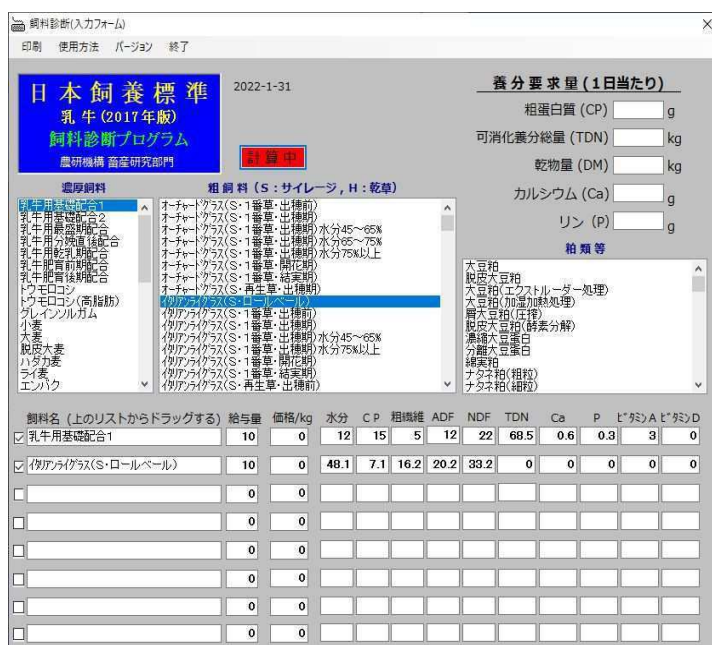 飼料診断(入力フォーム)
印刷 使用方法 バージョン 終了
日本飼養標準
乳牛(2017年版)
飼料診断プログラム
農研機構 畜産研究部門
2022-1-31
計算中
養分要求量(1日当たり)
粗蛋白質 (CP) g
可消化養分総量 (TDN) kg
乾物量 (DM) kg
カルシウム (Ca) g
リン (P) g
濃厚飼料
乳牛用基礎配合1
乳牛用基礎配合2
乳牛用最盛期配合
乳牛用分娩直後配合
乳牛用乾乳期配合
乳牛肥育前期配合
乳牛肥育後期配合
トウモロコシ
トウモロコシ(高脂肪)
グレインソルガム
小麦
大麦
脱皮大麦
ハダカ麦
ライ麦
エンバク
粗飼料(S:サイレージ,H:乾草)
オーチャードグラス(S・1番草・出穂前)
オーチャードグラス(S・1番草・出穂期)
オーチャードグラス(S・1番草・出穂期)水分45~65%
オーチャードグラス(S・1番草・出穂期)水分65~75%
オーチャードグラス(S・1番草・出穂期)水分75%以上
オーチャードグラス(S・1番草・開花期)
オーチャードグラス(S・1番草・結実期)
オーチャードグラス(S・再生草・出穂期)
イタリアンライグラス(S・ロールベール)
イタリアンライグラス(S・1番草・出穂前)
イタリアンライグラス(S・1番草・出穂期)
イタリアンライグラス(S・1番草・出穂期)水分45~65%
イタリアンライグラス(S・1番草・出穂期)水分75%以上
イタリアンライグラス(S・1番草・開花期)
イタリアンライグラス(S・1番草・結実期)
イタリアンライグラス(S・再生草・出穂前)
粕類等
大豆粕
脱皮大豆粕
大豆粕(エクストルーダー処理)
大豆粕(加湿加熱処理)
屑大豆粕(圧搾)
脱皮大豆粕(酵素分解)
濃縮大豆蛋白
分離大豆蛋白
綿実粕
ナタネ粕(粗粒)
ナタネ粕(細粒)
飼料名 (上のリストからドラッグする) 給与量 価格/kg 水分 CP 粗繊維 ADF NDF TDN Ca P ビタミンA ビタミンD
乳牛用基礎配合1 10 0 12 15 5 12 22 68.5 0.6 0.3 3 0
イタリアンライグラス(S・ロールベール) 10 0 48.1 7.1 16.2 20.2 33.2 0 0 0 0 0
0 0
0 0
0 0
0 0
0 0
0 0